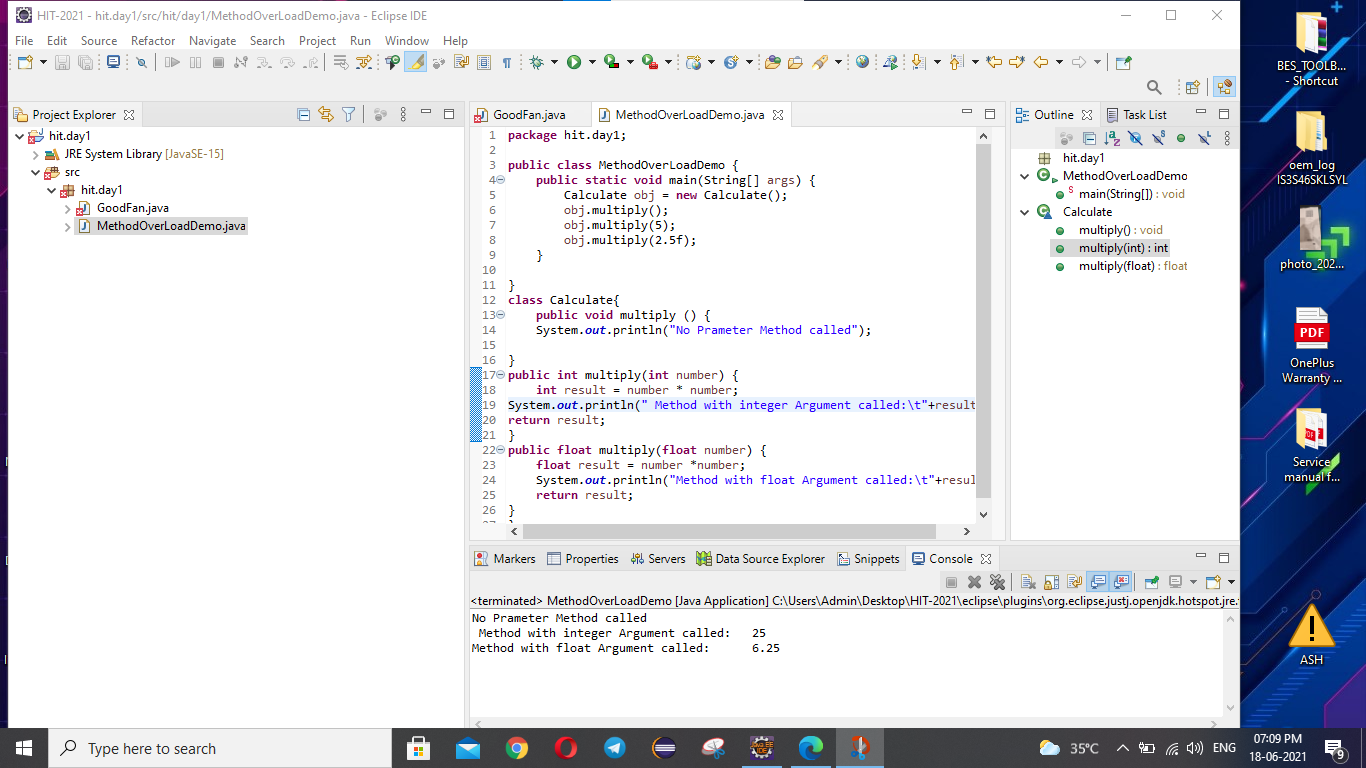 HIT-2021 - hit.day1/src/hit/day1/MethodOverLoadDemo.java - Eclipse IDE
File Edit Source Refactor Navigate Search Project Run Window Help
Project Explorer
hit.day1
JRE System Library [JavaSE-15]
src
hit.day1
GoodFan.java
MethodOverLoadDemo.java
GoodFan.java MethodOverLoadDemo.java
1 package hit.day1;
2
3 public class MethodOverLoadDemo {
4 public static void main(String[] args) {
5 Calculate obj = new Calculate();
6 obj.multiply();
7 obj.multiply(5);
8 obj.multiply(2.5f);
9 }
10
11 }
12 class Calculate{
13 public void multiply () {
14 System.out.println("No Prameter Method called");
15
16 }
17 public int multiply(int number) {
18 int result = number * number;
19 System.out.println(" Method with integer Argument called:\t"+result
20 return result;
21 }
22 public float multiply(float number) {
23 float result = number *number;
24 System.out.println("Method with float Argument called:\t"+resul
25 return result;
26 }
Outline Task List
hit.day1
MethodOverLoadDemo
main(String[]) : void
Calculate
multiply() : void
multiply(int) : int
multiply(float) : float
Markers Properties Servers Data Source Explorer Snippets Console
<terminated> MethodOverLoadDemo [Java Application] C:\Users\Admin\Desktop\HIT-2021\eclipse\plugins\org.eclipse.justj.openjdk.hotspot.jre.
No Prameter Method called
Method with integer Argument called: 25
Method with float Argument called: 6.25
BES_TOOLB...
- Shortcut
oem_log
IS3S46SKLSYL
photo_202...
PDF
OnePlus
Warranty ...
PDF
Service
manual f...
ASH
Type here to search
35°C
ENG
07:09 PM
18-06-2021
9